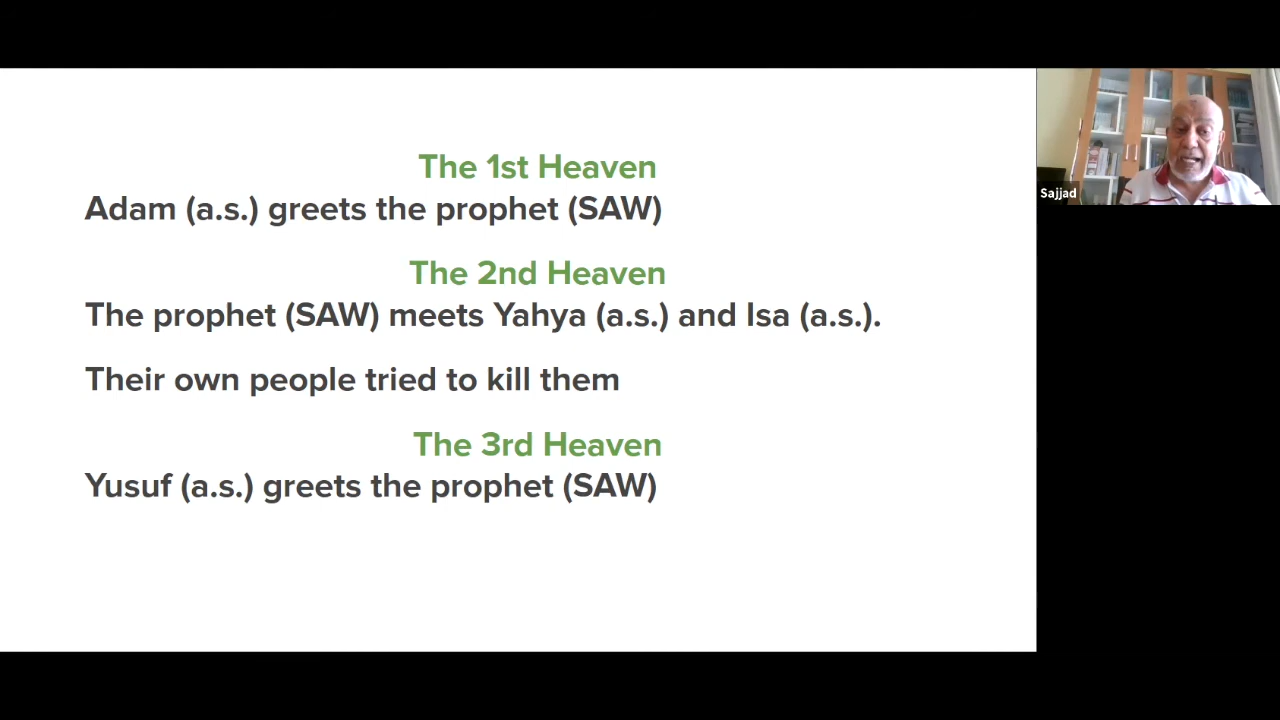 The 1st Heaven
Adam (a.s.) greets the prophet (SAW)
The 2nd Heaven
The prophet (SAW) meets Yahya (a.s.) and Isa (a.s.).
Their own people tried to kill them
The 3rd Heaven
Yusuf (a.s.) greets the prophet (SAW)
Sajjad